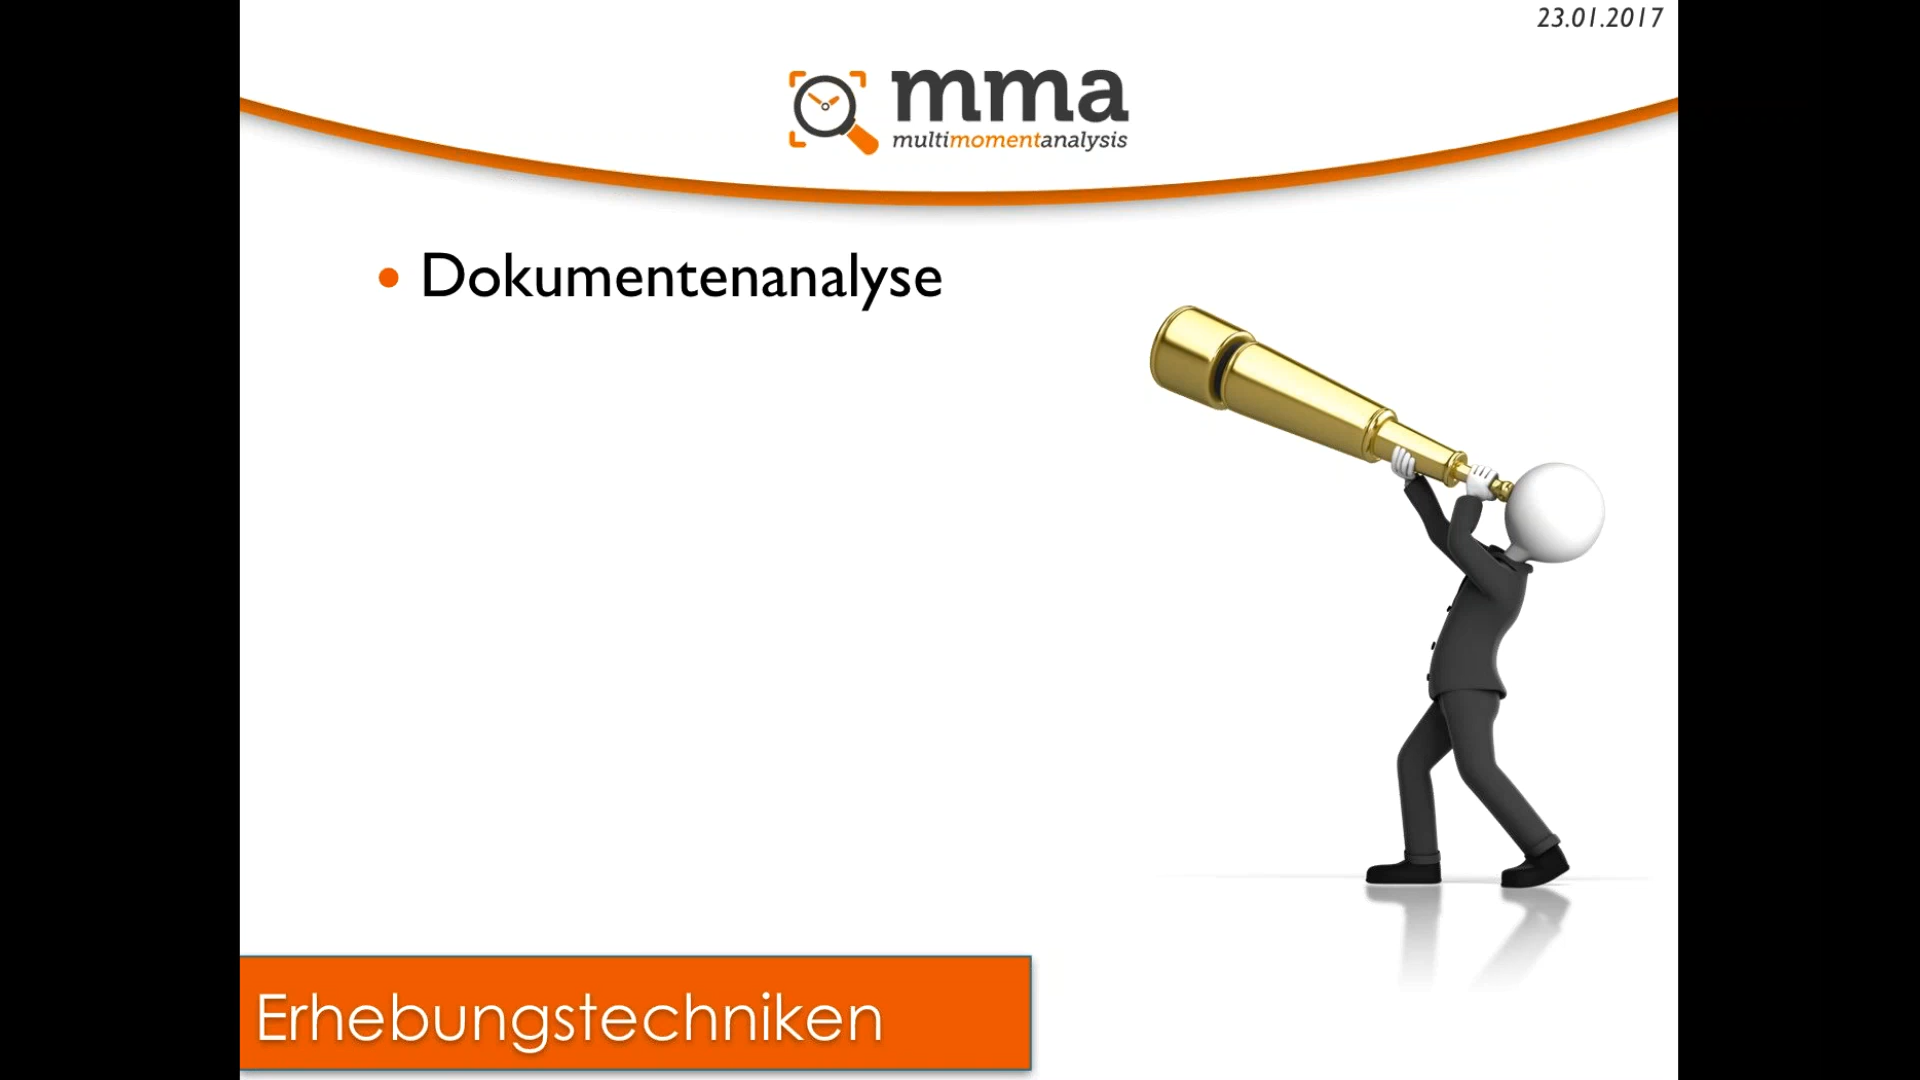 23.01.2017
mma
multimomentanalysis
• Dokumentenanalyse
Erhebungstechniken